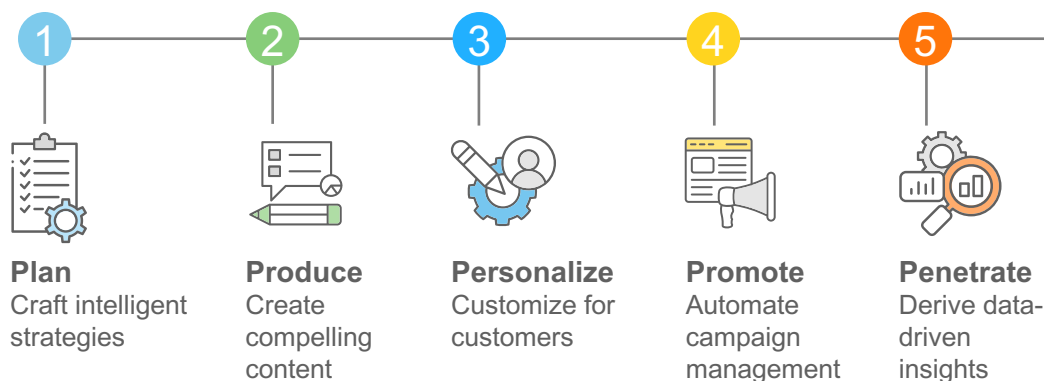 1
2
3
4
5
Plan
Craft intelligent
strategies
Produce
Create
compelling
content
Personalize
Customize for
customers
Promote
Automate
campaign
management
Penetrate
Derive data-
driven
insights